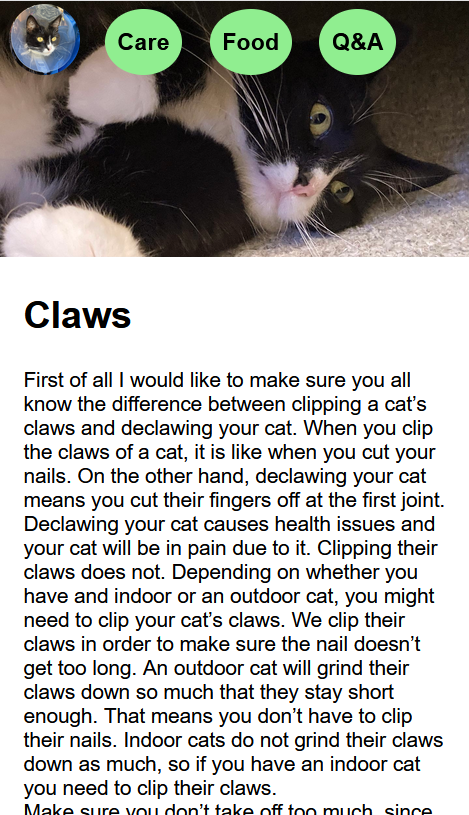 Care Food Q&A
Claws
First of all I would like to make sure you all
know the difference between clipping a cat’s
claws and declawing your cat. When you clip
the claws of a cat, it is like when you cut your
nails. On the other hand, declawing your cat
means you cut their fingers off at the first joint.
Declawing your cat causes health issues and
your cat will be in pain due to it. Clipping their
claws does not. Depending on whether you
have and indoor or an outdoor cat, you might
need to clip your cat’s claws. We clip their
claws in order to make sure the nail doesn’t
get too long. An outdoor cat will grind their
claws down so much that they stay short
enough. That means you don’t have to clip
their nails. Indoor cats do not grind their claws
down as much, so if you have an indoor cat
you need to clip their claws.
Make sure you don’t take off too much, since